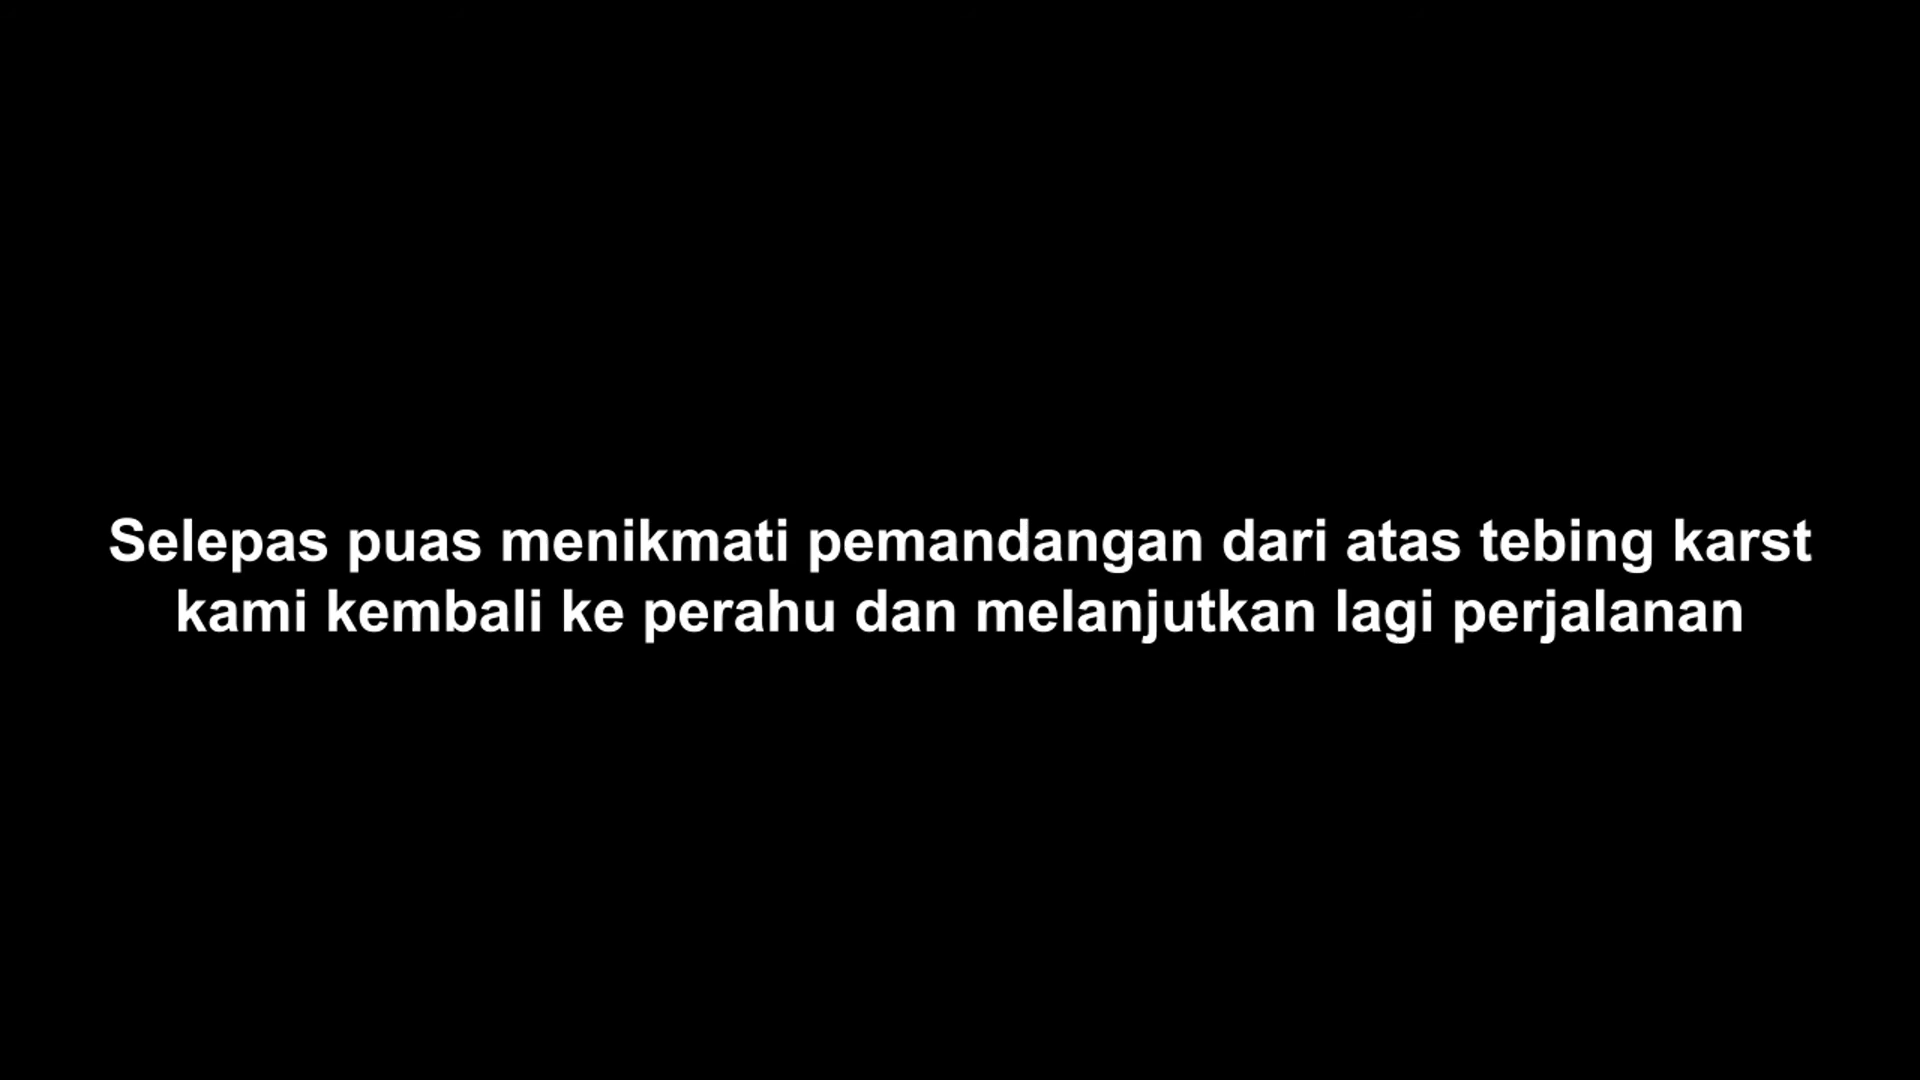 Selepas puas menikmati pemandangan dari atas tebing karst
kami kembali ke perahu dan melanjutkan lagi perjalanan